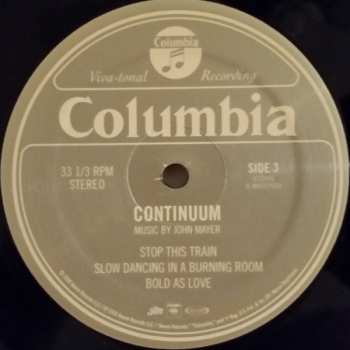 Columbia
Viva-tonal Recording
Columbia
33 1/3 RPM
STEREO
SIDE 3
CONTINUUM
MUSIC BY JOHN MAYER
STOP THIS TRAIN
SLOW DANCING IN A BURNING ROOM
BOLD AS LOVE